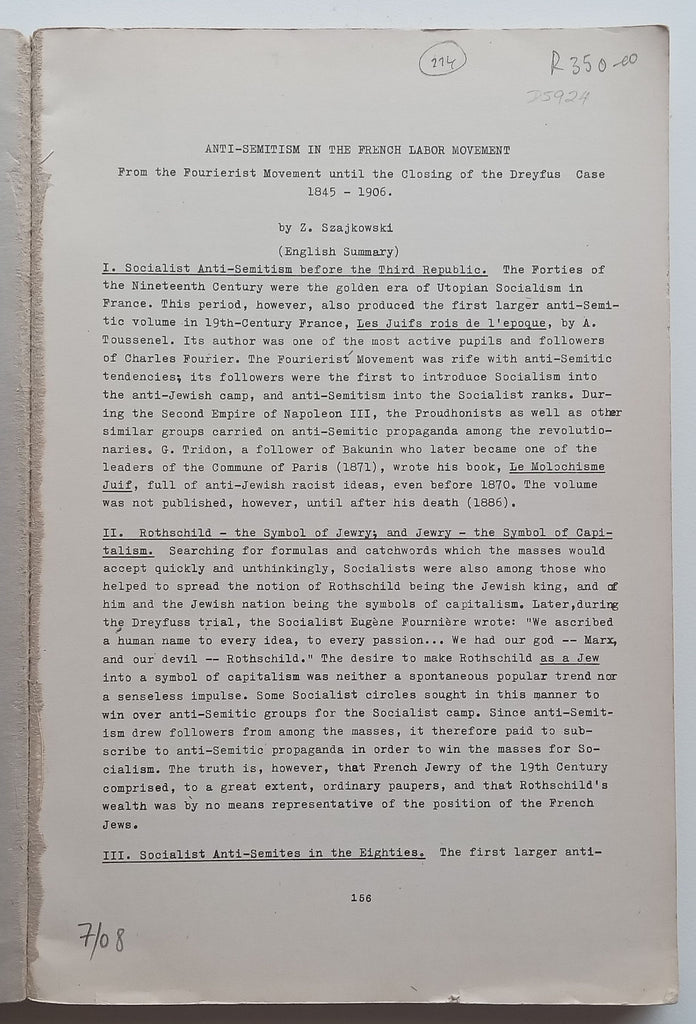 224
R 350-00
D5924
ANTI-SEMITISM IN THE FRENCH LABOR MOVEMENT
From the Fourierist Movement until the Closing of the Dreyfus Case
1845 - 1906.
by Z. Szajkowski
(English Summary)
I. Socialist Anti-Semitism before the Third Republic. The Forties of
the Nineteenth Century were the golden era of Utopian Socialism in
France. This period, however, also produced the first larger anti-Semi-
tic volume in 19th-Century France, Les Juifs rois de l'epoque, by A.
Toussenel. Its author was one of the most active pupils and followers
of Charles Fourier. The Fourierist Movement was rife with anti-Semitic
tendencies; its followers were the first to introduce Socialism into
the anti-Jewish camp, and anti-Semitism into the Socialist ranks. Dur-
ing the Second Empire of Napoleon III, the Proudhonists as well as other
similar groups carried on anti-Semitic propaganda among the revolutio-
naries. G. Tridon, a follower of Bakunin who later became one of the
leaders of the Commune of Paris (1871), wrote his book, Le Molochisme
Juif, full of anti-Jewish racist ideas, even before 1870. The volume
was not published, however, until after his death (1886).
II. Rothschild - the Symbol of Jewry; and Jewry - the Symbol of Capi-
talism. Searching for formulas and catchwords which the masses would
accept quickly and unthinkingly, Socialists were also among those who
helped to spread the notion of Rothschild being the Jewish king, and of
him and the Jewish nation being the symbols of capitalism. Later,during
the Dreyfuss trial, the Socialist Eugène Fournière wrote: "We ascribed
a human name to every idea, to every passion... We had our god -- Marx,
and our devil -- Rothschild." The desire to make Rothschild as a Jew
into a symbol of capitalism was neither a spontaneous popular trend nor
a senseless impulse. Some Socialist circles sought in this manner to
win over anti-Semitic groups for the Socialist camp. Since anti-Semit-
ism drew followers from among the masses, it therefore paid to sub-
scribe to anti-Semitic propaganda in order to win the masses for So-
cialism. The truth is, however, that French Jewry of the 19th Century
comprised, to a great extent, ordinary paupers, and that Rothschild's
wealth was by no means representative of the position of the French
Jews.
III. Socialist Anti-Semites in the Eighties. The first larger anti-
156
7/08